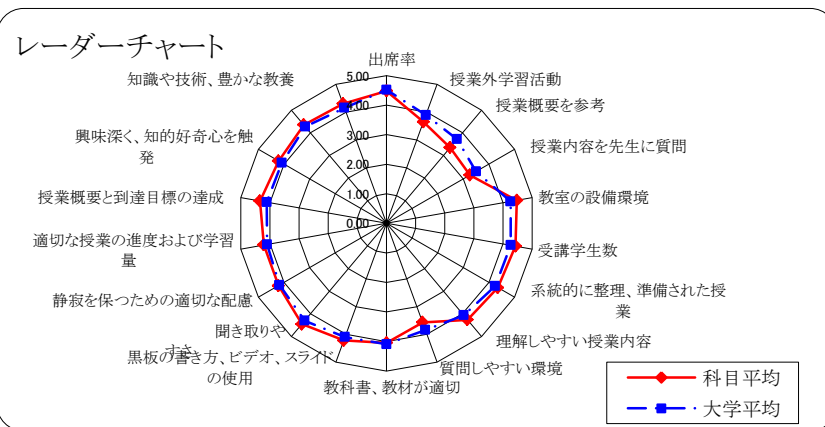 レーダーチャート
出席率
授業外学習活動
授業概要を参考
授業内容を先生に質問
教室の設備環境
受講学生数
系統的に整理、準備された授
業
理解しやすい授業内容
質問しやすい環境
教科書、教材が適切
黒板の書き方、ビデオ、スライド
の使用
聞き取りや
すさ
静寂を保つための適切な配慮
適切な授業の進度および学習
量
授業概要と到達目標の達成
興味深く、知的好奇心を触
発
知識や技術、豊かな教養
5.00
4.00
3.00
2.00
1.00
0.00
科目平均
大学平均